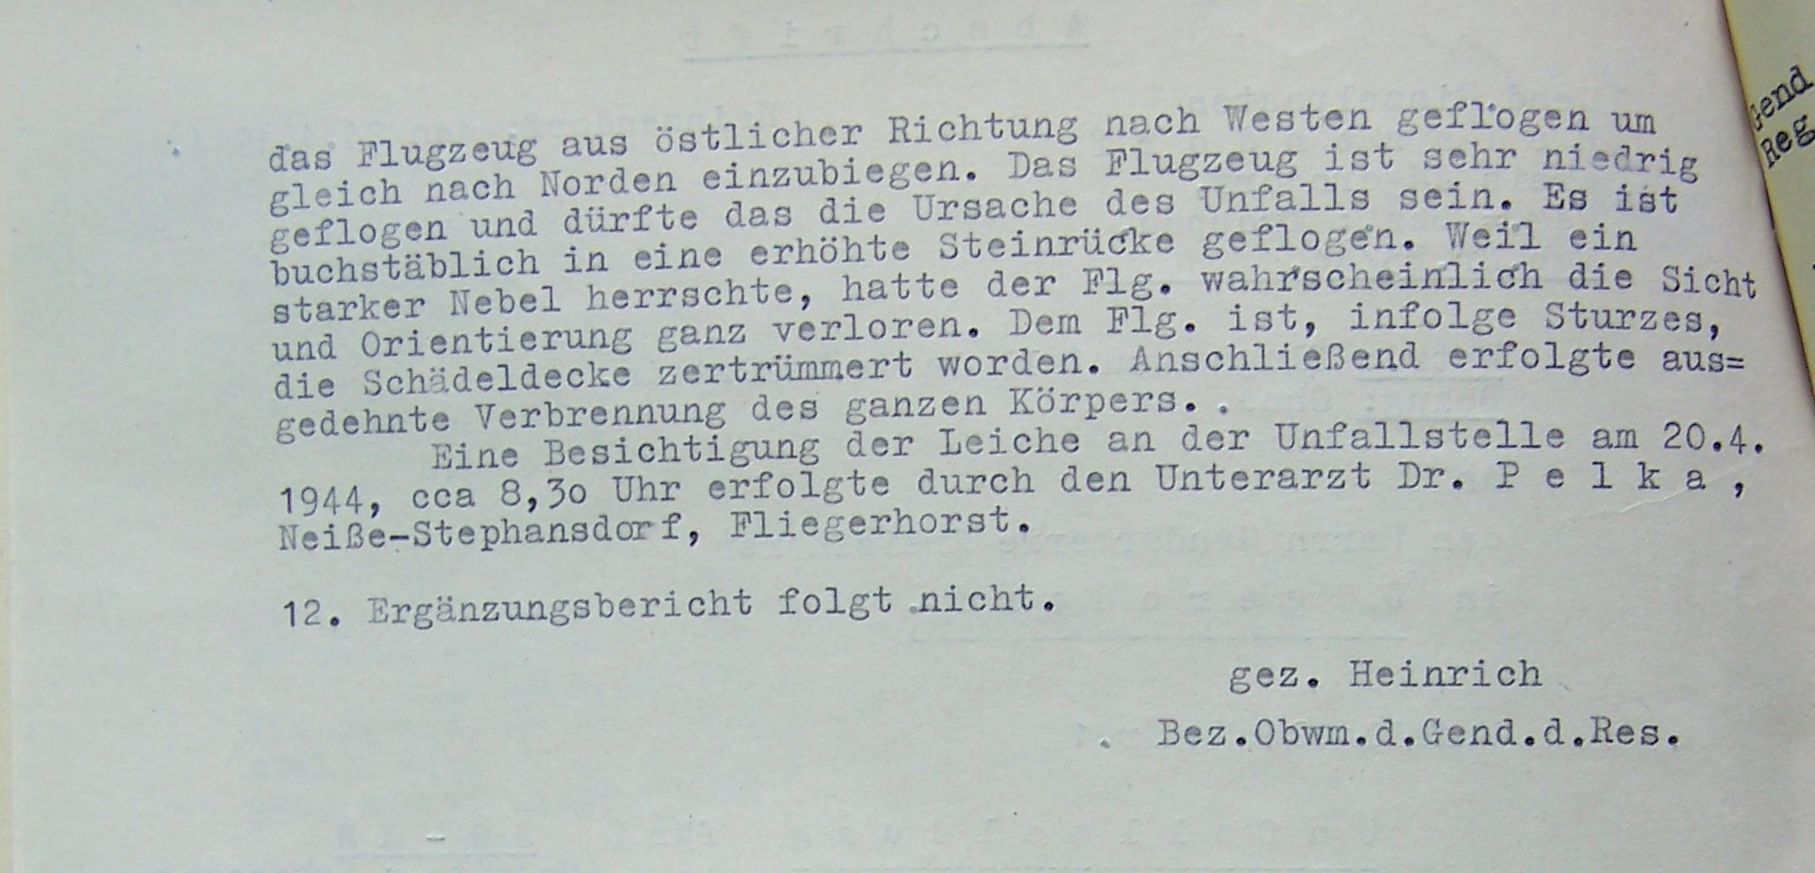 das Flugzeug aus östlicher Richtung nach Westen geflogen um
gleich nach Norden einzubiegen. Das Flugzeug ist sehr niedrig
geflogen und dürfte das die Ursache des Unfalls sein. Es ist
buchstäblich in eine erhöhte Steinrücke geflogen. Weil ein
starker Nebel herrschte, hatte der Flg. wahrscheinlich die Sicht
und Orientierung ganz verloren. Dem Flg. ist, infolge Sturzes,
die Schädeldecke zertrümmert worden. Anschließend erfolgte aus=
gedehnte Verbrennung des ganzen Körpers. .
Eine Besichtigung der Leiche an der Unfallstelle am 20.4.
1944, cca 8,30 Uhr erfolgte durch den Unterarzt Dr. P e l k a ,
Neiße-Stephansdorf, Fliegerhorst.
12. Ergänzungsbericht folgt nicht.
gez. Heinrich
Bez.Obwm.d.Gend.d.Res.
Gend
Reg